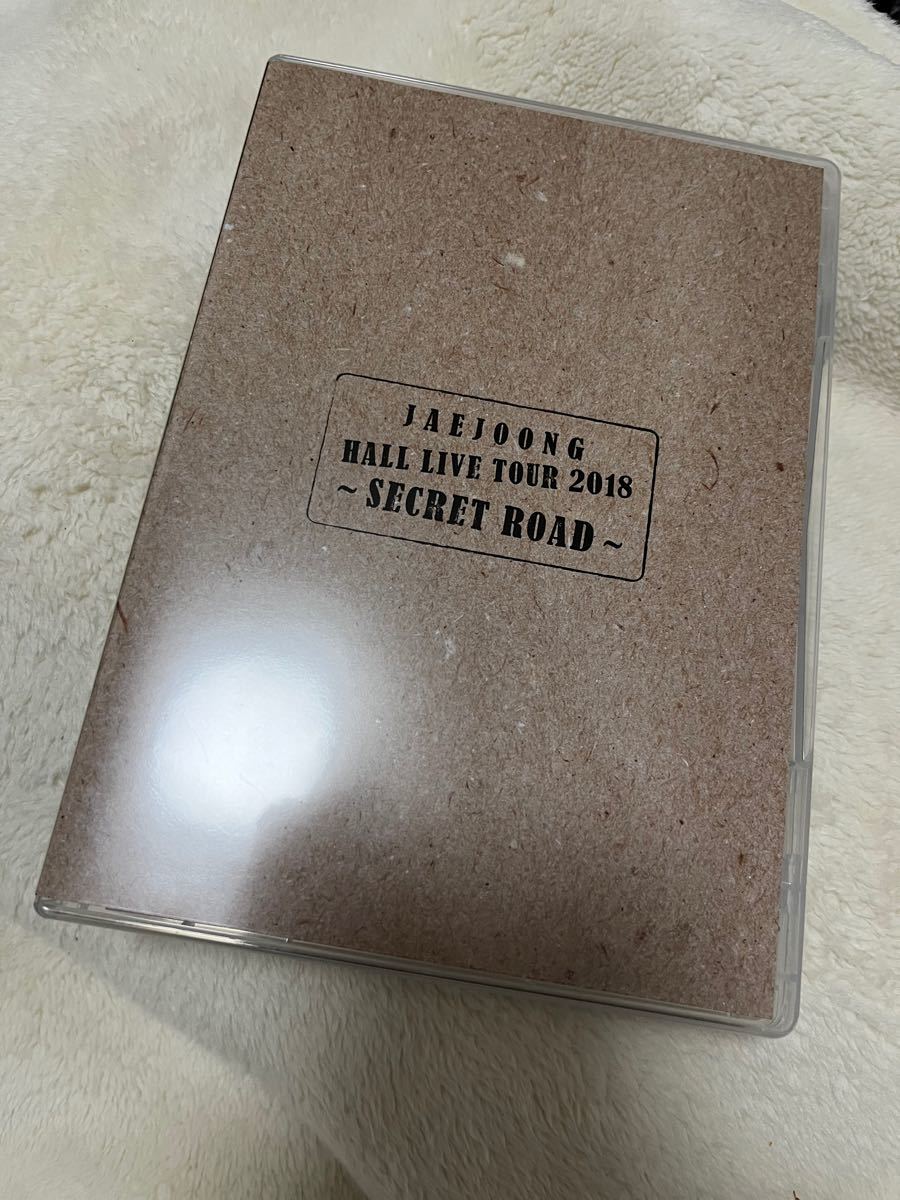 JAEJOONG
HALL LIVE TOUR 2018
~ SECRET ROAD ~